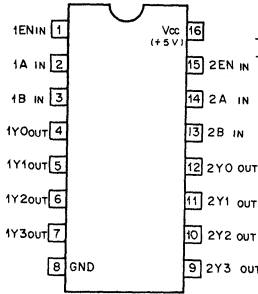 1ENIN 1 Vcc 16
(+5V)
1A IN 2 15 2EN IN
1B IN 3 14 2A IN
1Y0OUT 4 13 2B IN
1Y1OUT 5 12 2Y0 OUT
1Y2OUT 6 11 2Y1 OUT
1Y3OUT 7 10 2Y2 OUT
8 GND 9 2Y3 OUT